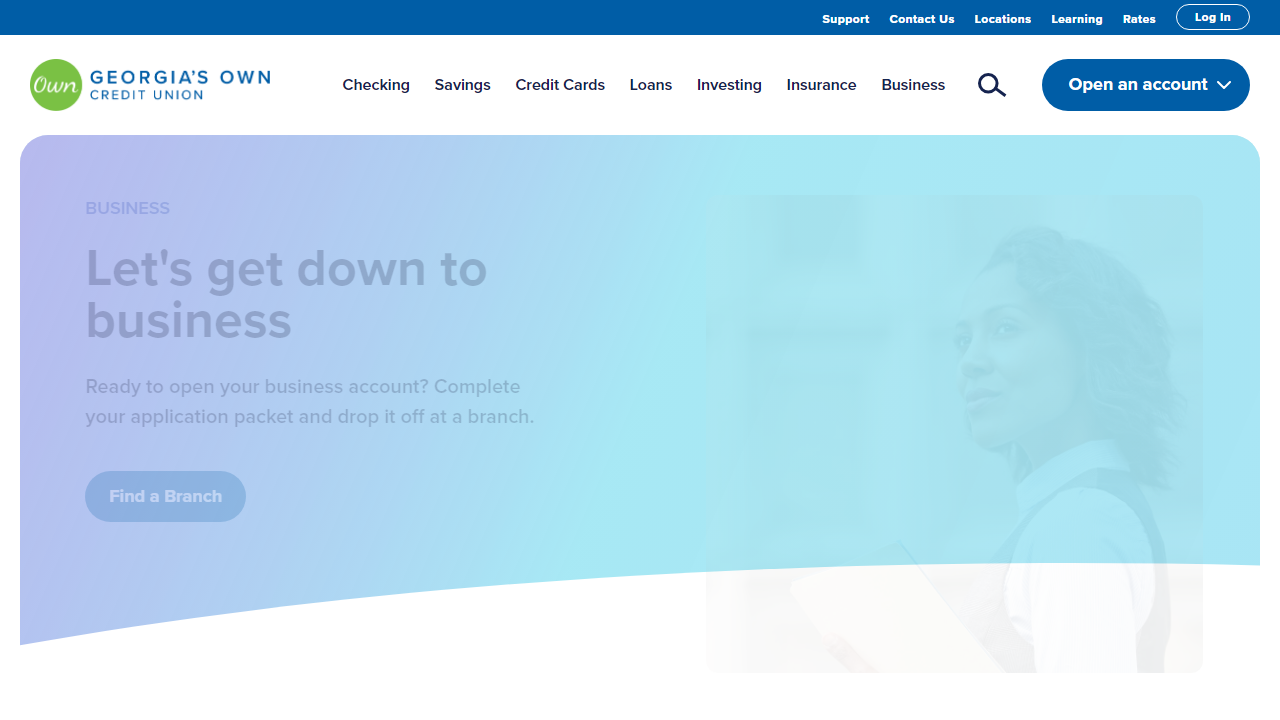 Support Contact Us Locations Learning Rates Log In
Own GEORGIA'S OWN
CREDIT UNION
Checking Savings Credit Cards Loans Investing Insurance Business Open an account
BUSINESS
Let's get down to
business
Ready to open your business account? Complete
your application packet and drop it off at a branch.
Find a Branch